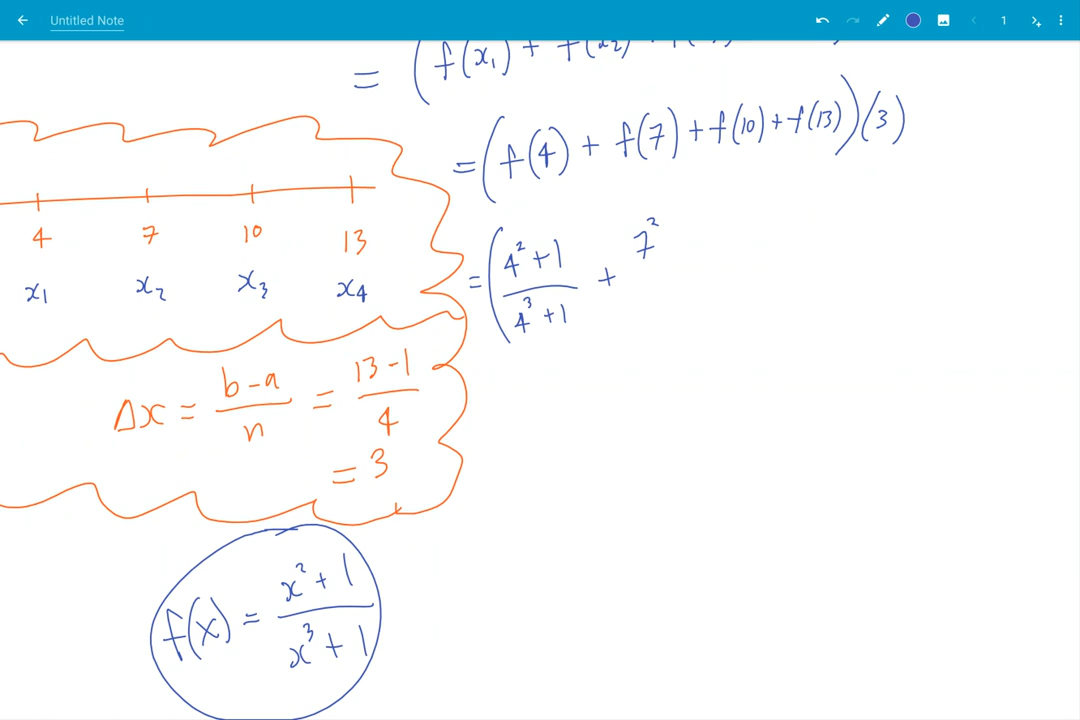 Untitled Note
1
= (f(x₁) + f(x₂)
= (f(4) + f(7) + f(10) + f(13))(3)
4 7 10 13
x₁ x₂ x₃ x₄
= (4² + 1 / 4³ + 1 + 7²
Δx = b - a / n = 13 - 1 / 4
= 3
f(x) = x² + 1 / x³ + 1